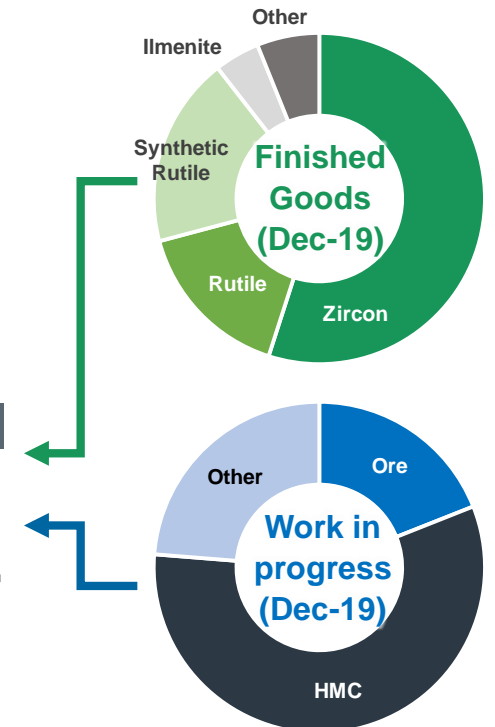 Other
Ilmenite
Synthetic
Rutile
Finished
Goods
(Dec-19)
Rutile
Zircon
Other
Ore
Work in
progress
(Dec-19)
HMC